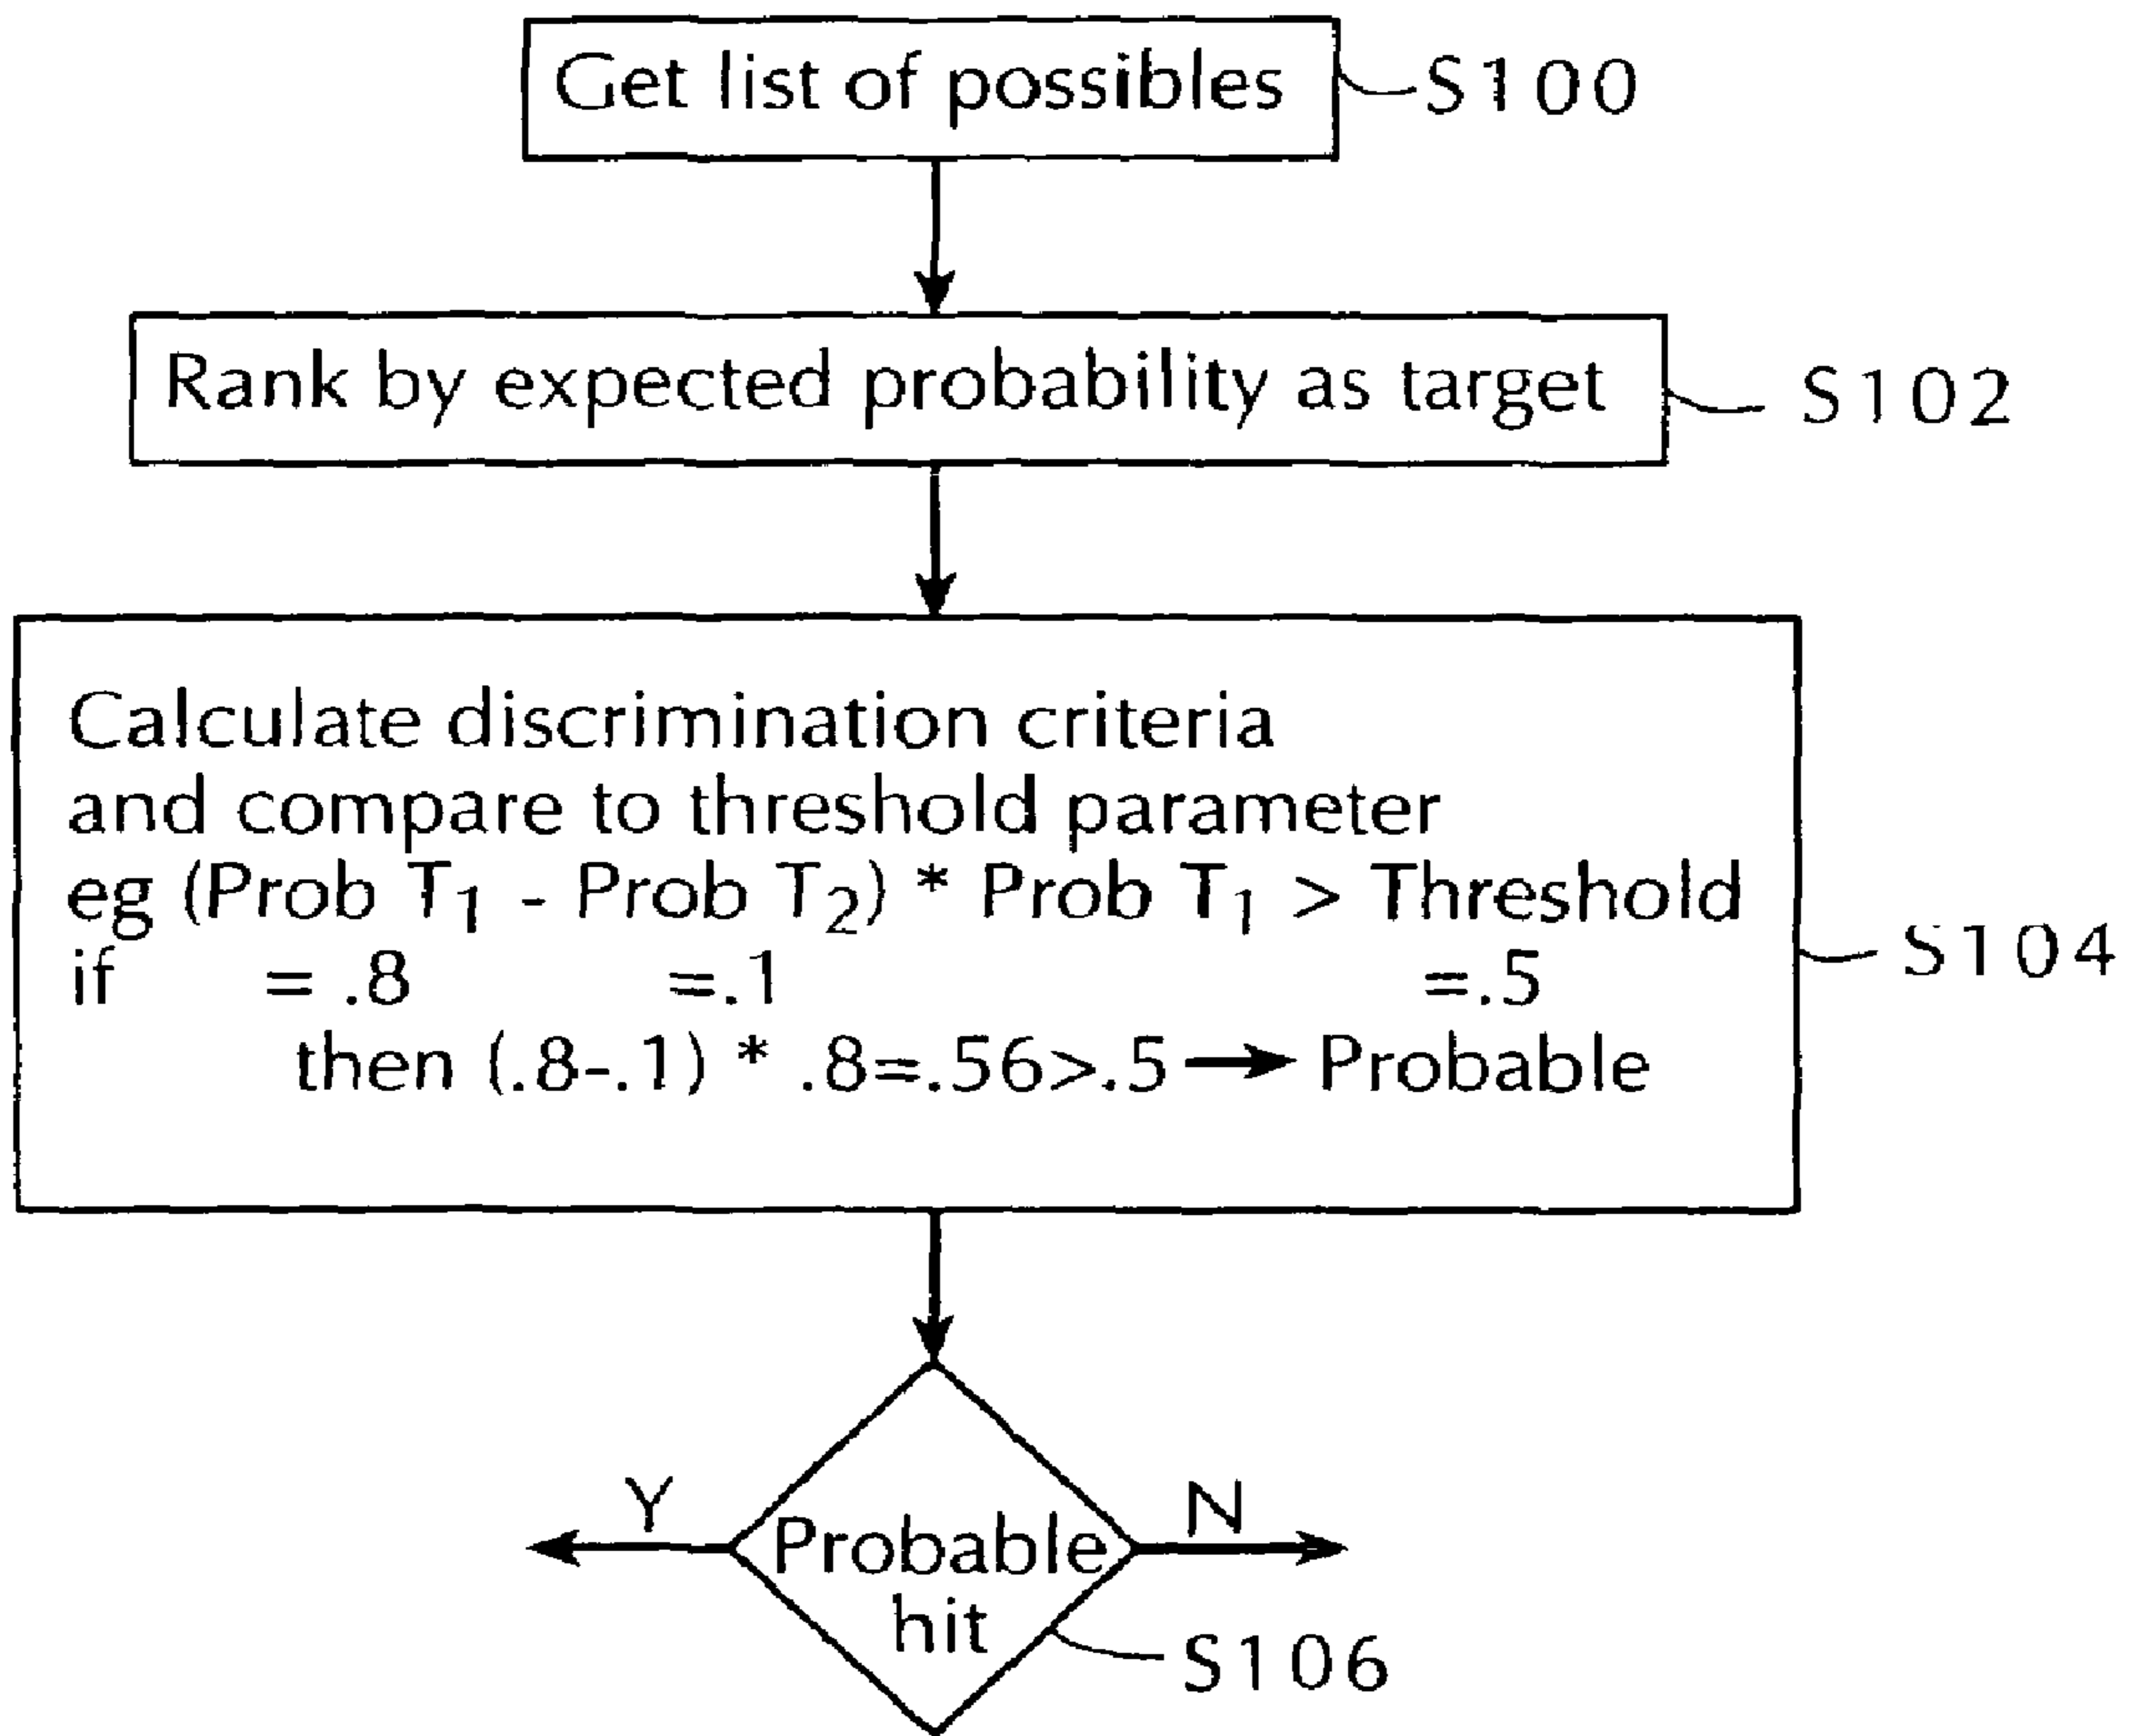 Get list of possibles
S100
Rank by expected probability as target
S102
Calculate discrimination criteria
and compare to threshold parameter
eg (Prob T1 - Prob T2) * Prob T1 > Threshold
if = .8 =.1 =.5
then (.8-.1) * .8=.56>.5→ Probable
S104
Y
N
Probable
hit
S106